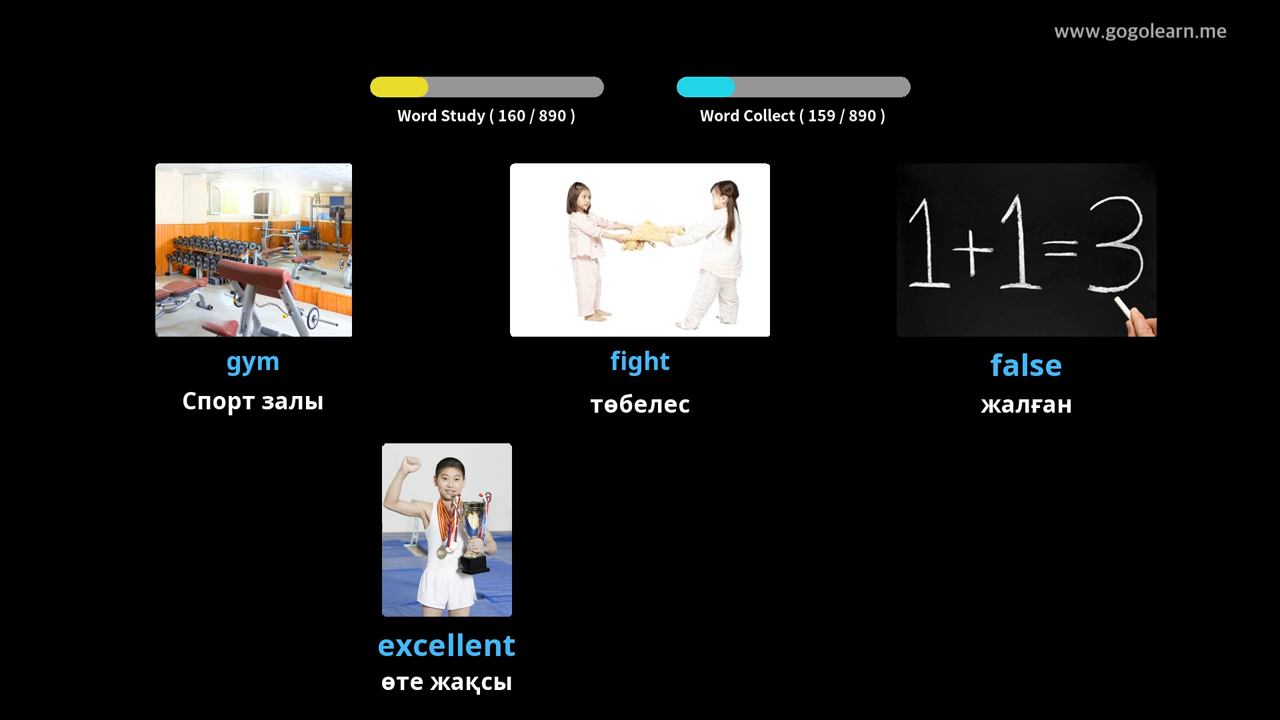 www.gogolearn.me
Word Study ( 160 / 890 )
Word Collect ( 159 / 890 )
1+1=3
gym
fight
false
Спорт залы
төбелес
жалған
excellent
өте жақсы